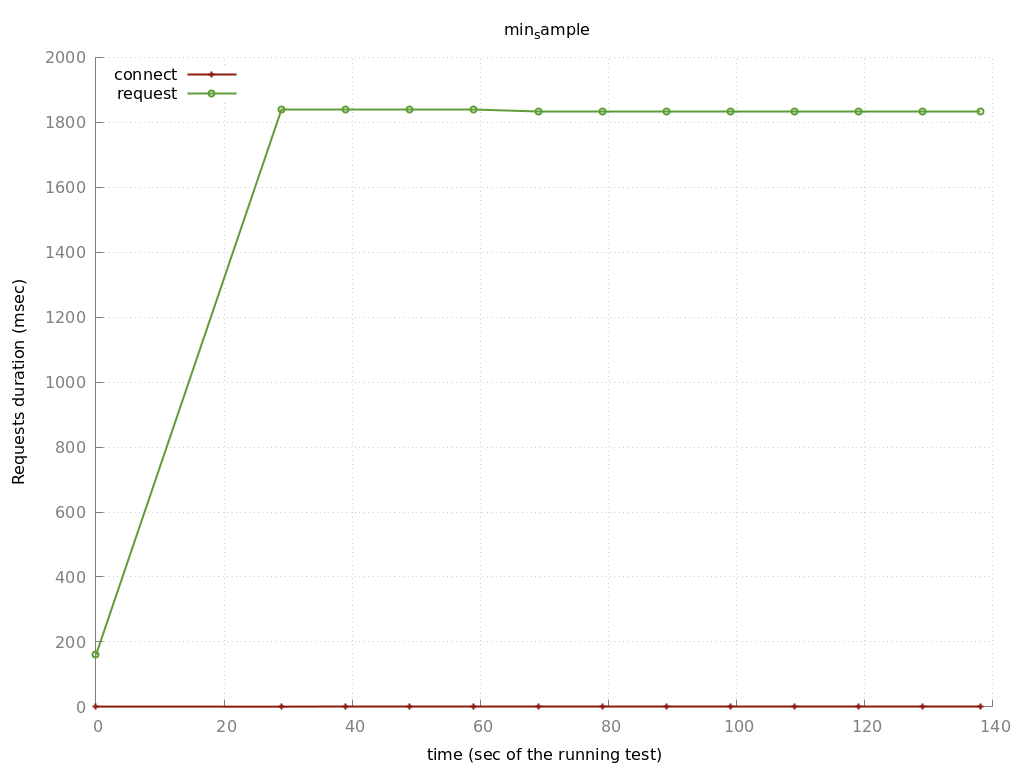 min_sample
2000
1800
1600
1400
1200
1000
800
600
400
200
0
connect
request
Requests duration (msec)
0 20 40 60 80 100 120 140
time (sec of the running test)